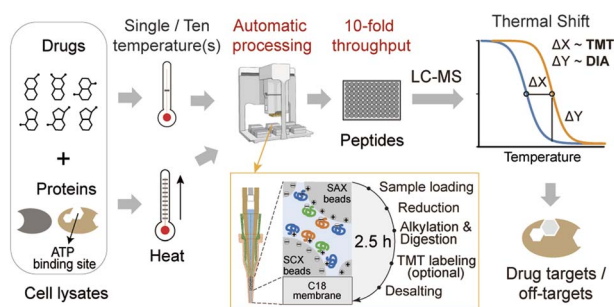 Drugs
+
Proteins
ATP
binding site
Cell lysates
Single / Ten
temperature(s)
Heat
Automatic
processing
10-fold
throughput
Peptides
LC-MS
Thermal Shift
ΔX ~ TMT
ΔY ~ DIA
ΔX
ΔY
Temperature
SAX
beads
SCX
beads
C18
membrane
2.5 h
Sample loading
Reduction
Alkylation &
Digestion
TMT labeling
(optional)
Desalting
Drug targets /
off-targets